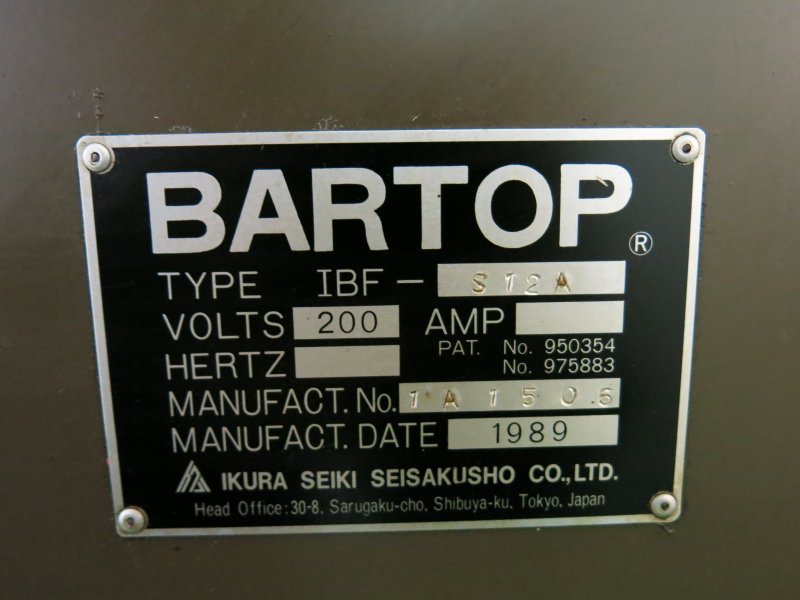 BARTOP ®
TYPE IBF - S12A
VOLTS 200 AMP
PAT. No. 950354
HERTZ No. 975883
MANUFACT. No. 1A150.6
MANUFACT. DATE 1989
IKURA SEIKI SEISAKUSHO CO., LTD.
Head Office: 30-8, Sarugaku-cho, Shibuya-ku, Tokyo, Japan